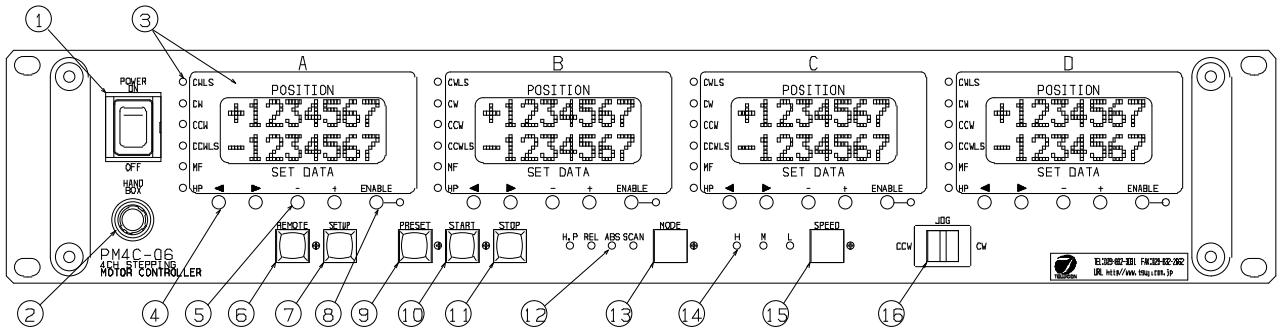 1
3
A
B
C
D
POWER
ON
OFF
HAND
BOX
PM4C-06
4CH STEPPING
MOTOR CONTROLLER
CWLS
CW
CCW
CCWLS
MF
HP
POSITION
+1234567
-1234567
SET DATA
- + ENABLE
CWLS
CW
CCW
CCWLS
MF
HP
POSITION
+1234567
-1234567
SET DATA
- + ENABLE
CWLS
CW
CCW
CCWLS
MF
HP
POSITION
+1234567
-1234567
SET DATA
- + ENABLE
CWLS
CW
CCW
CCWLS
MF
HP
POSITION
+1234567
-1234567
SET DATA
- + ENABLE
REMOTE SETUP PRESET START STOP
H.P REL ABS SCAN MODE
H M L SPEED
JOG
CCW CW
2 4 5 6 7 8 9 10 11 12 13 14 15 16